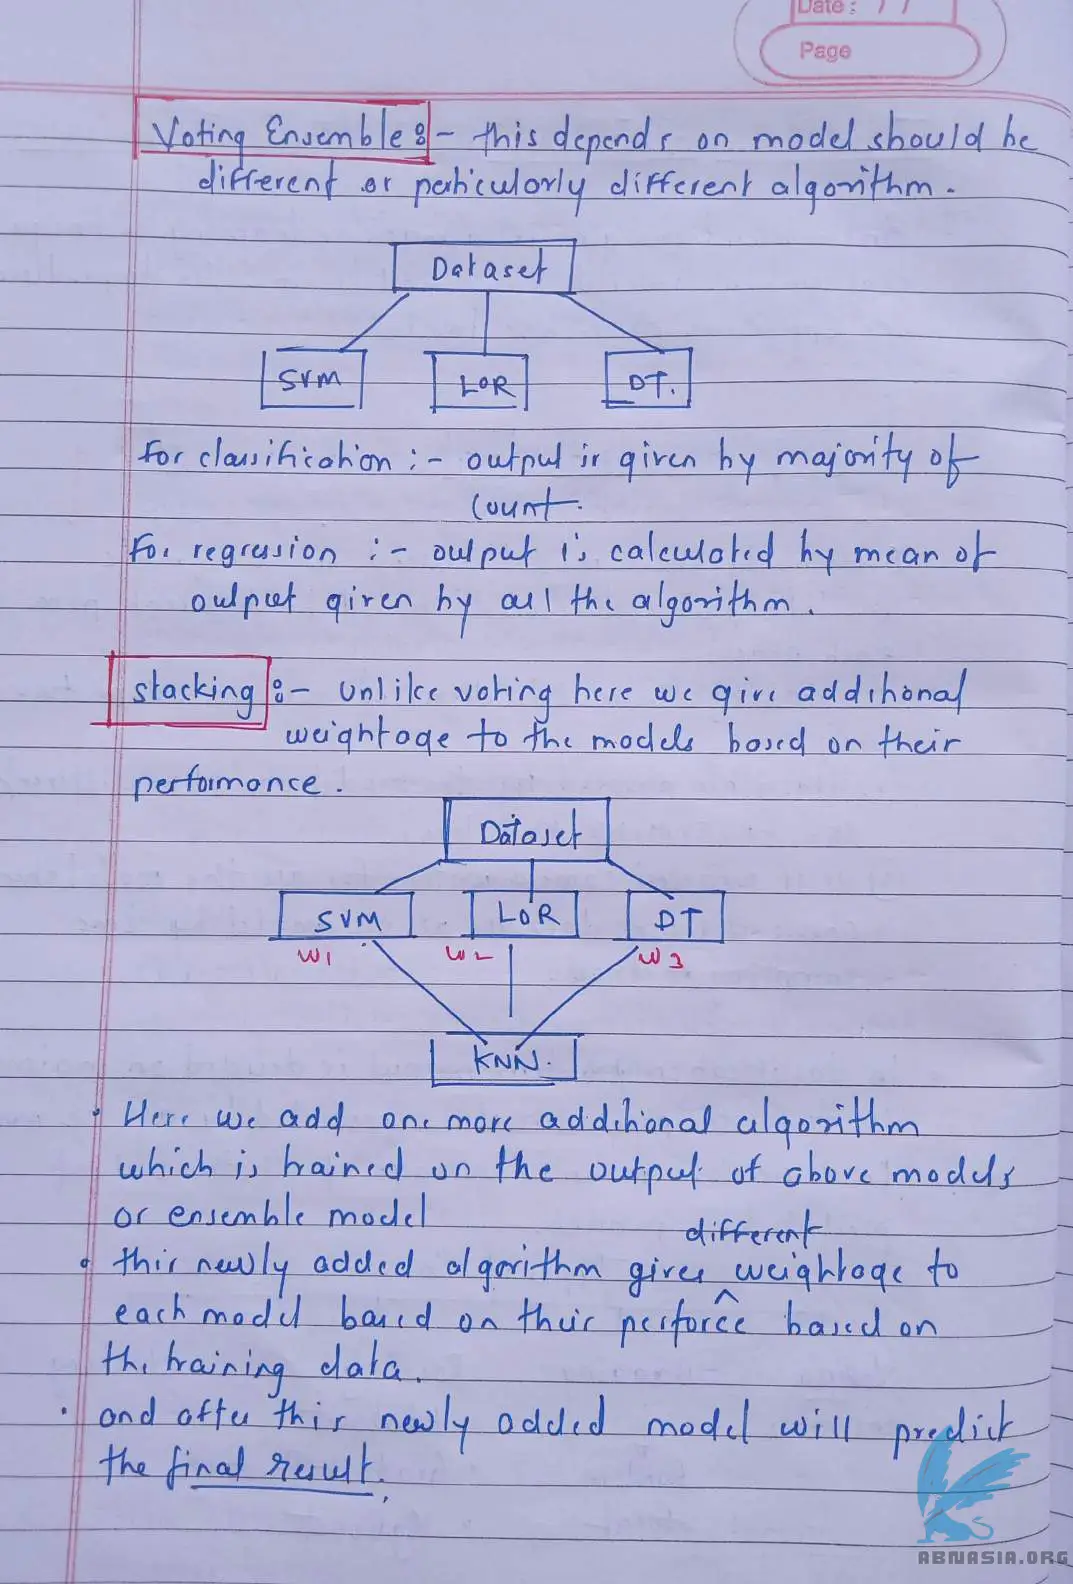 Date : / /
Page
Voting Ensemble :- this depends on model should be
different or perticulorly different algorithm.
Dataset
SVM LOR DT.
For classification :- output is given by majority of
Count.
For regression :- output is calculated by mean of
output given by all the algorithm.
Stacking :- unlike voting here we give additional
weightage to the models based on their
performance.
Dataset
SVM LOR DT
W1 W2 W3
KNN.
• Here we add one more additional algorithm
which is trained on the output of above models
or ensemble model
different
• this newly added algorithm gives weightage to
each model based on their perforce based on
the training data.
• and after this newly added model will predict
the final result.
ABNASIA.ORG